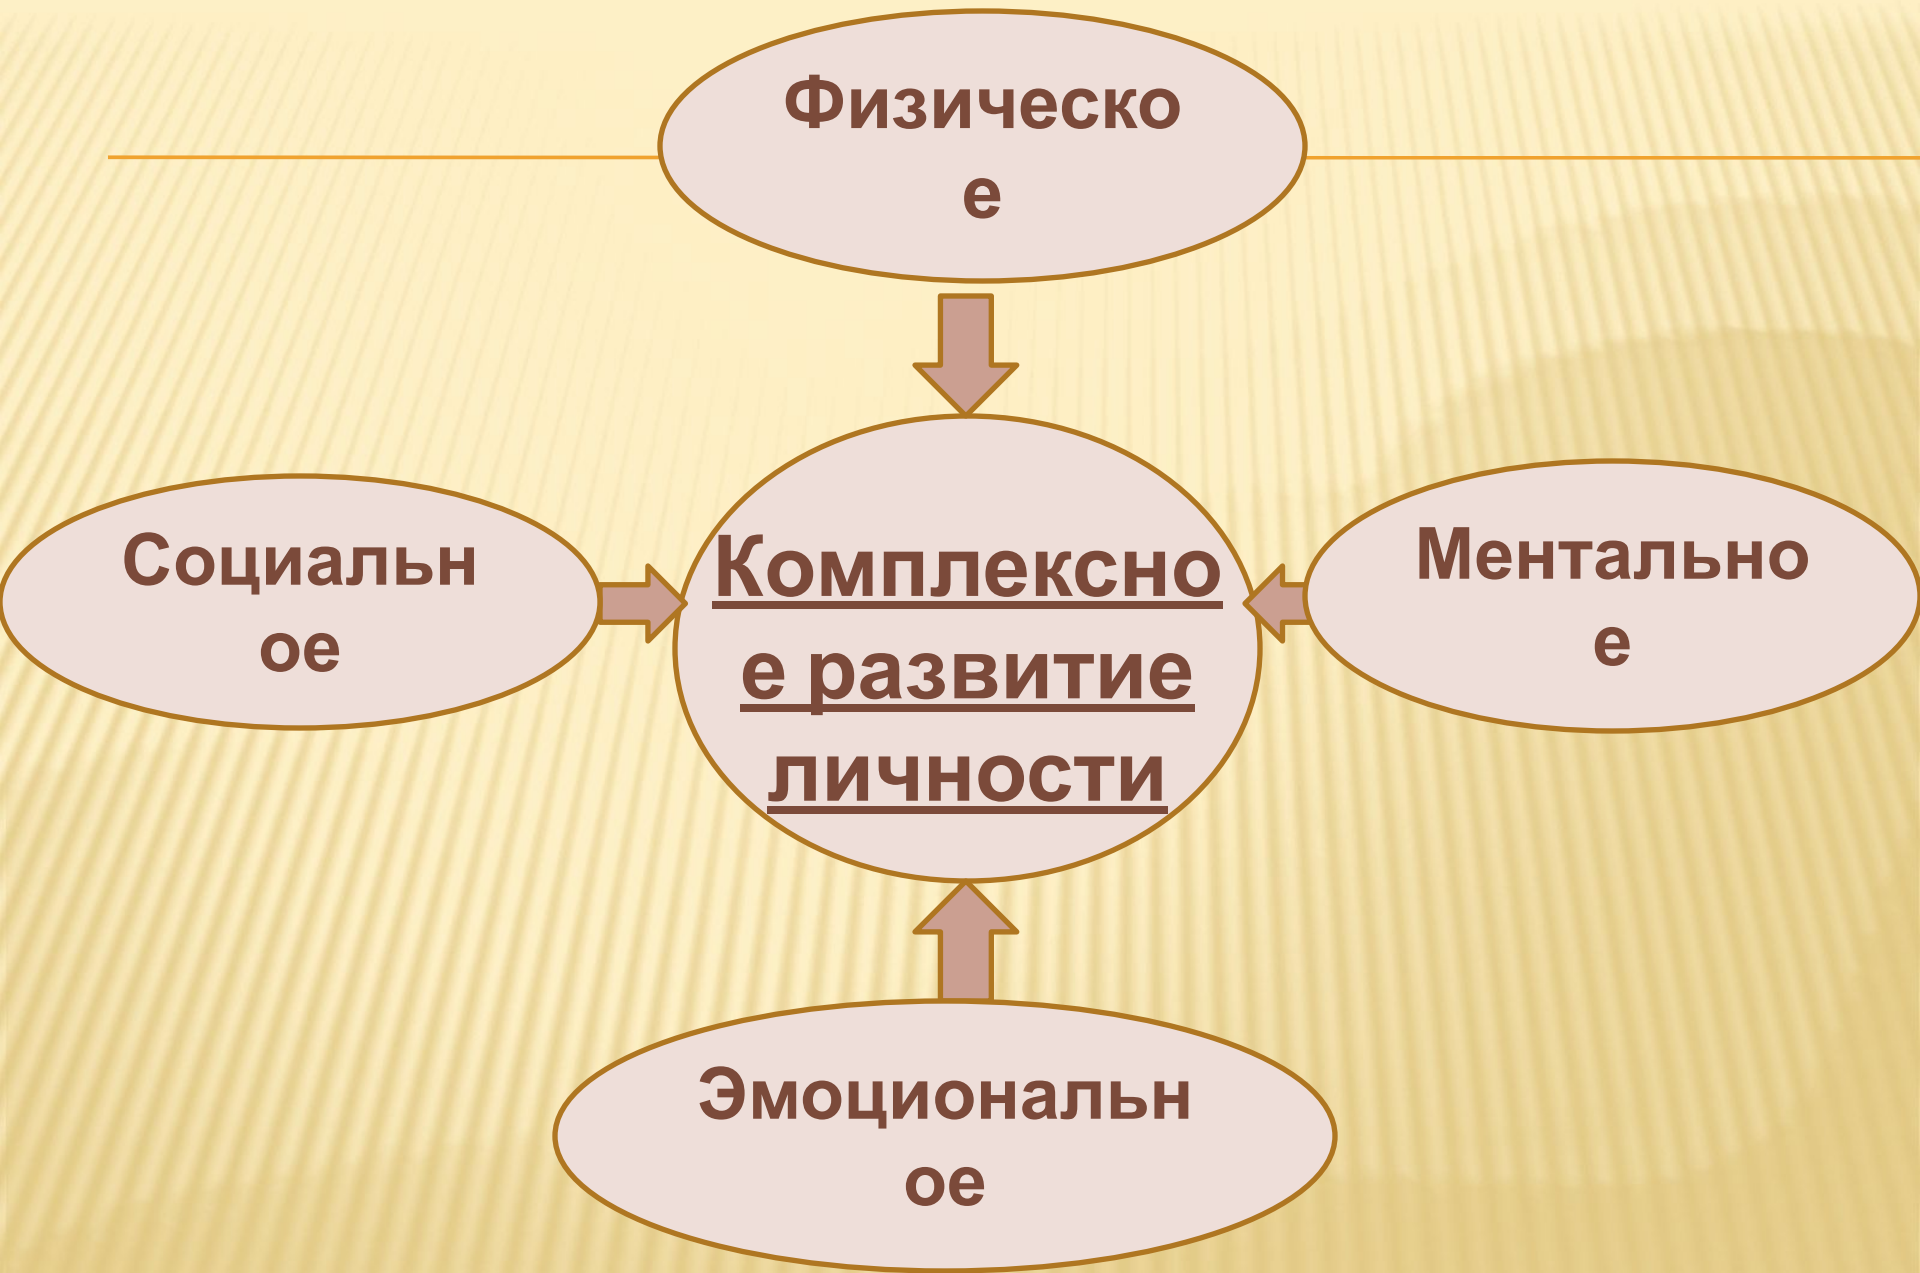 Физическо
е
Социальн
ое
Комплексно
е развитие
личности
Ментально
е
Эмоциональн
ое